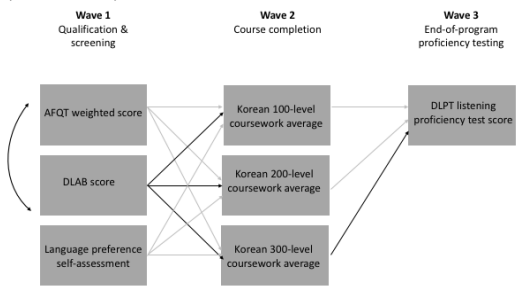 Wave 1
Qualification &
screening
Wave 2
Course completion
Wave 3
End-of-program
proficiency testing
AFQT weighted score
DLAB score
Language preference
self-assessment
Korean 100-level
coursework average
Korean 200-level
coursework average
Korean 300-level
coursework average
DLPT listening
proficiency test score